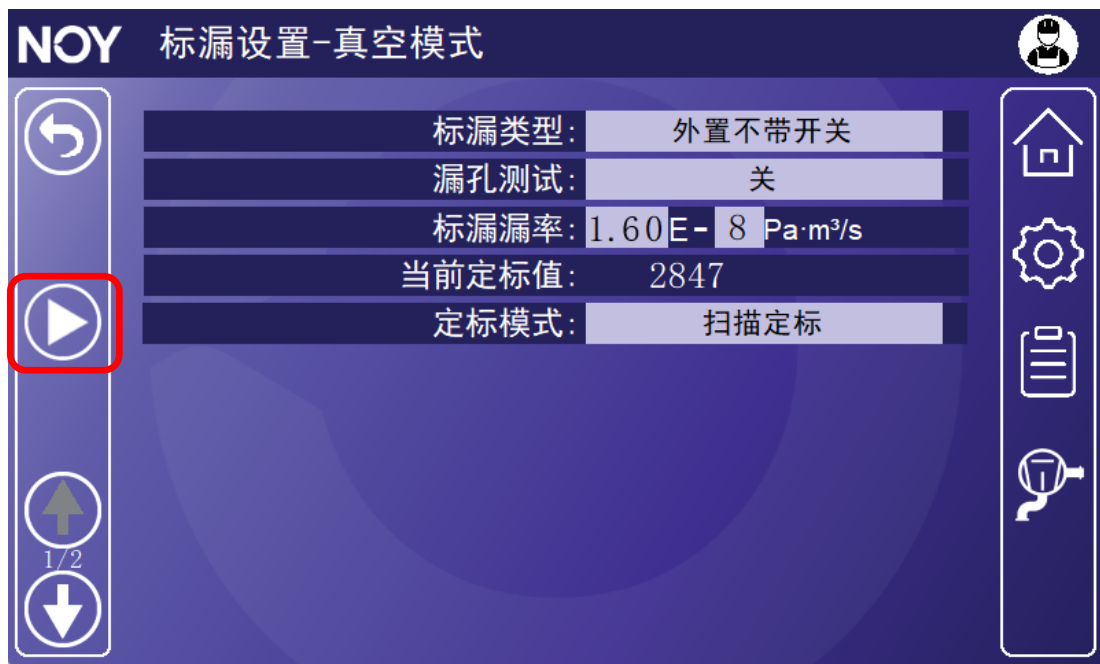 NOY 标漏设置-真空模式
标漏类型: 外置不带开关
漏孔测试: 关
标漏漏率: 1.60E- 8 Pa·m³/s
当前定标值: 2847
定标模式: 扫描定标
1/2